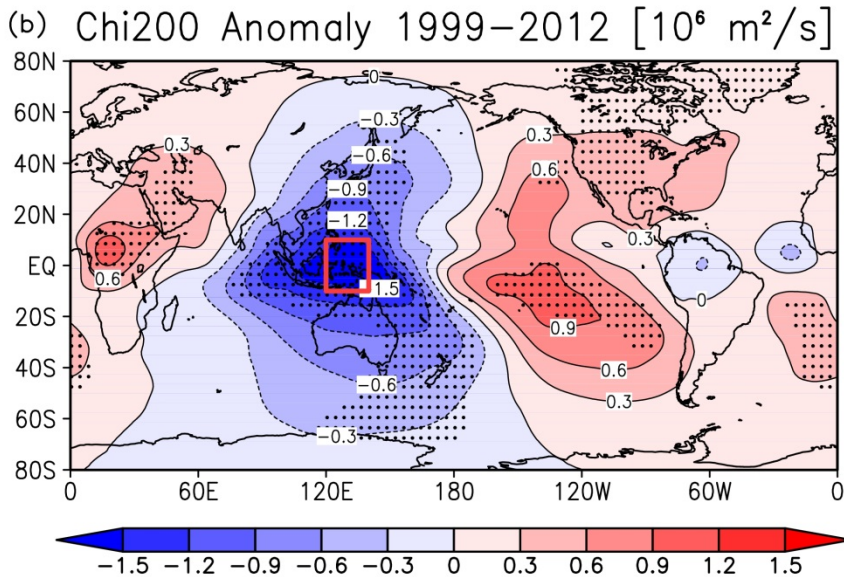 (b) Chi200 Anomaly 1999–2012 [10⁶ m²/s]
80N
60N
40N
20N
EQ
20S
40S
60S
80S
0
−0.3
−0.6
−0.9
−1.2
−1.5
−0.6
−0.3
0.3
0.6
0.3
0.6
0.3
0.9
0.6
0.3
0
0 60E 120E 180 120W 60W 0
−1.5 −1.2 −0.9 −0.6 −0.3 0 0.3 0.6 0.9 1.2 1.5